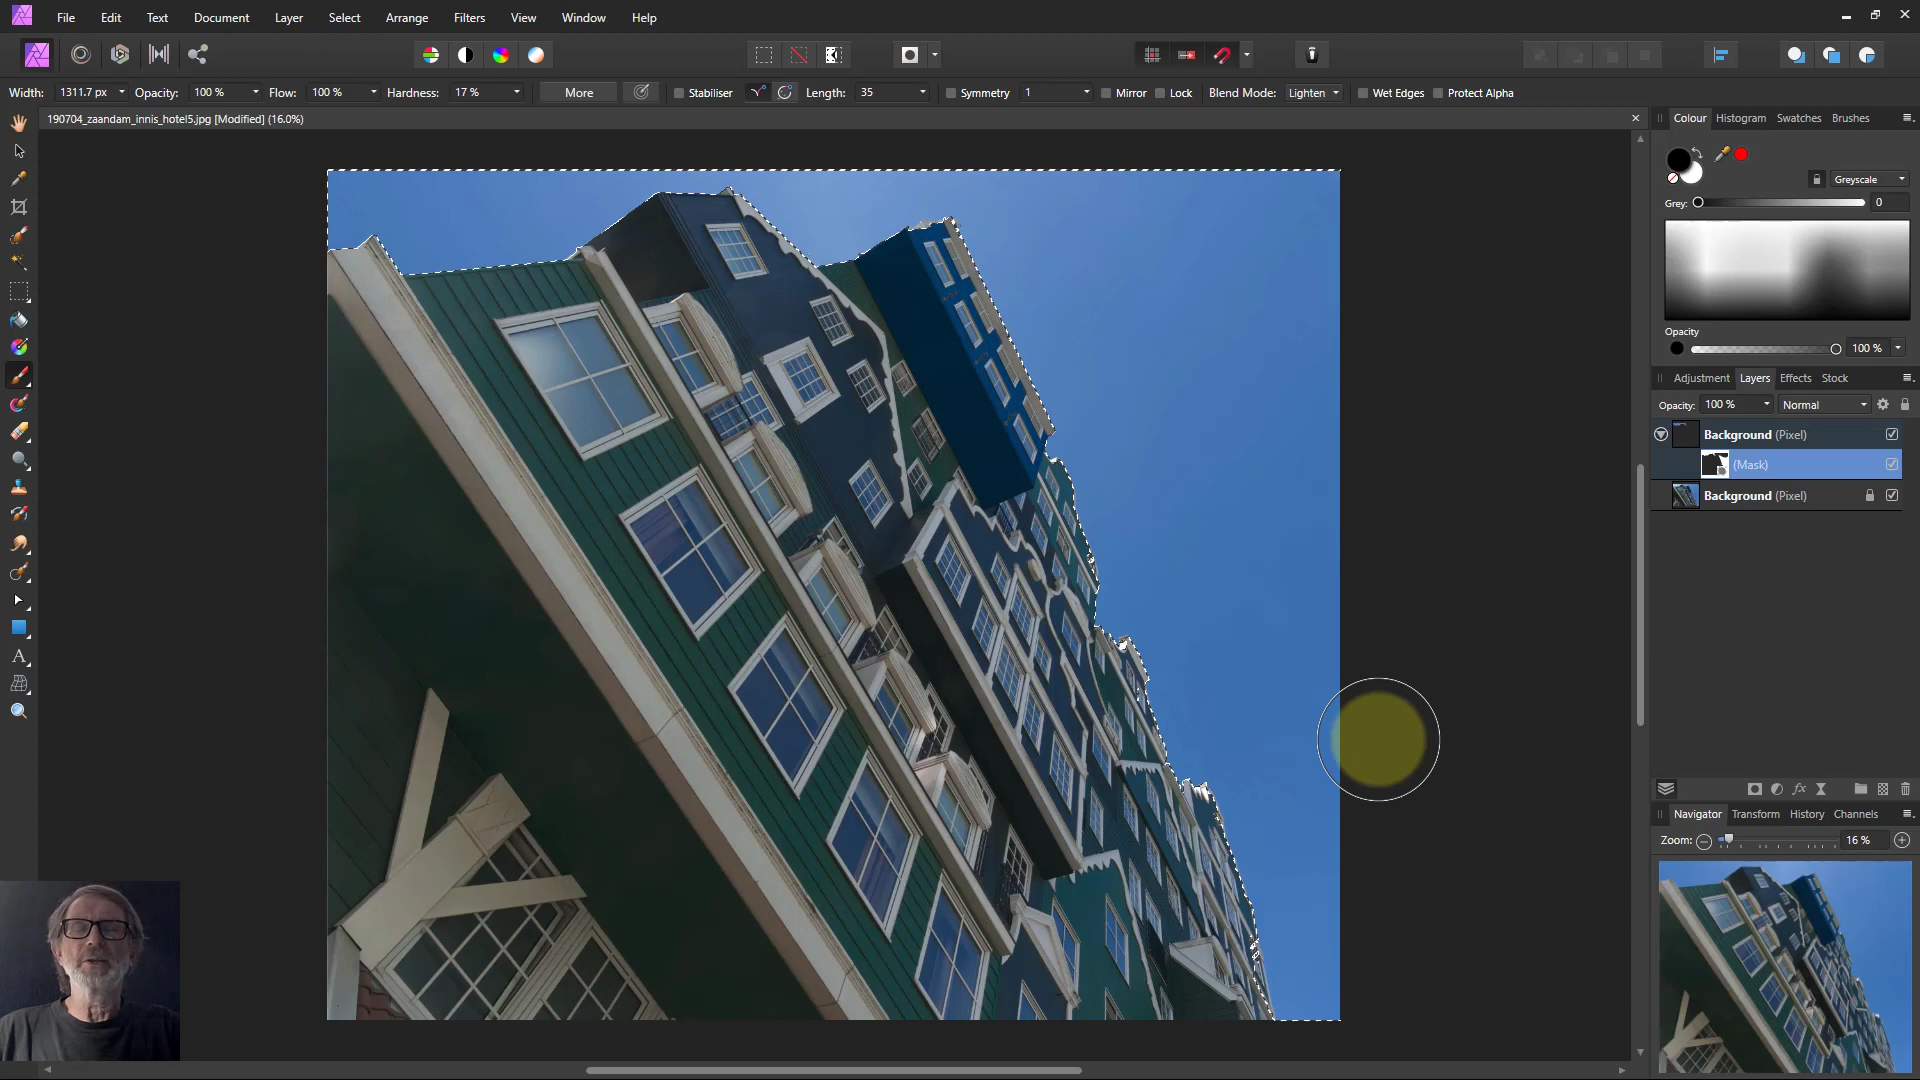 File Edit Text Document Layer Select Arrange Filters View Window Help
Width: 1311.7 px Opacity: 100 % Flow: 100 % Hardness: 17 % More Stabiliser Length: 35 Symmetry 1 Mirror Lock Blend Mode: Lighten Wet Edges Protect Alpha
190704_zaandam_innis_hotel5.jpg [Modified] (16.0%)
Colour Histogram Swatches Brushes
Greyscale
Grey: 0
Opacity
100 %
Adjustment Layers Effects Stock
Opacity: 100 % Normal
Background (Pixel)
(Mask)
Background (Pixel)
fx
Navigator Transform History Channels
Zoom: 16 %
A